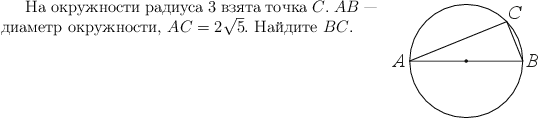 На окружности радиуса 3 взята точка C. AB —
диаметр окружности, AC = 2√5. Найдите BC.
C
A
B